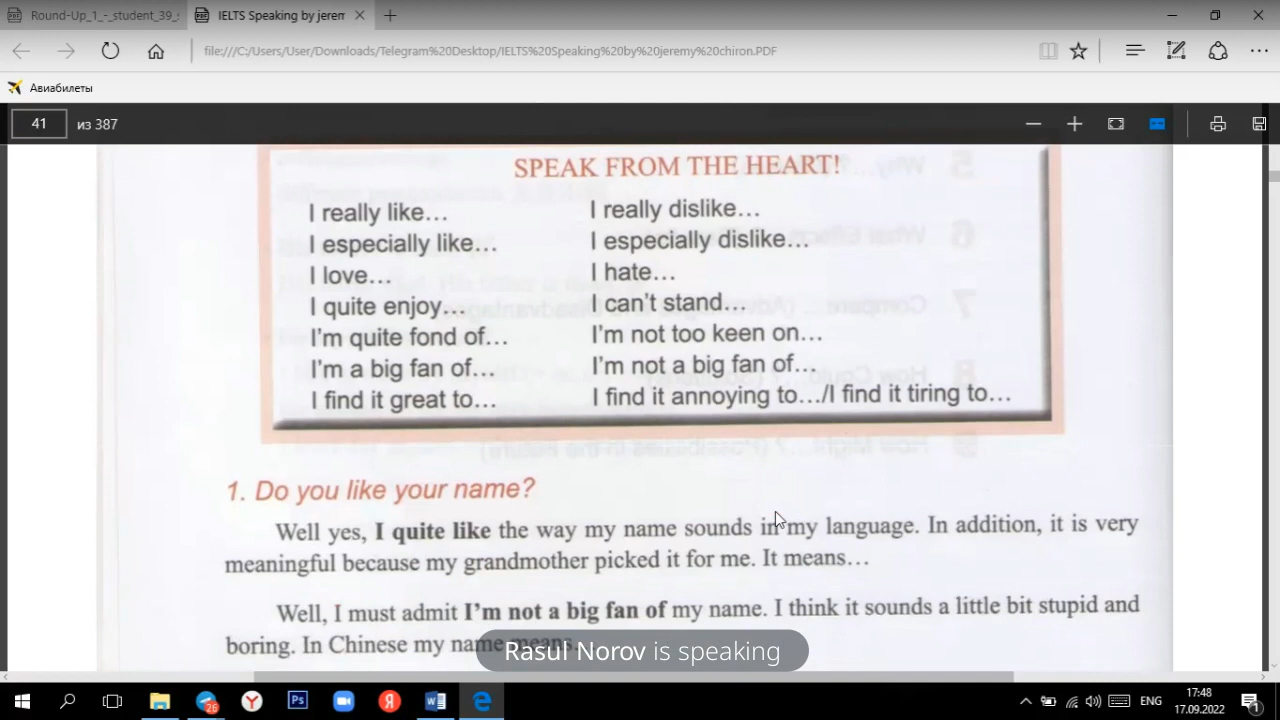 Round-Up_1_-_student_39_
IELTS Speaking by jerem
file:///C:/Users/User/Downloads/Telegram%20Desktop/IELTS%20Speaking%20by%20jeremy%20chiron.PDF
Авиабилеты
41 из 387
SPEAK FROM THE HEART!
I really like… I really dislike…
I especially like… I especially dislike…
I love… I hate…
I quite enjoy… I can't stand…
I'm quite fond of… I'm not too keen on…
I'm a big fan of… I'm not a big fan of…
I find it great to… I find it annoying to…/I find it tiring to…
1. Do you like your name?
Well yes, I quite like the way my name sounds in my language. In addition, it is very
meaningful because my grandmother picked it for me. It means…
Well, I must admit I'm not a big fan of my name. I think it sounds a little bit stupid and
boring. In Chinese my name means
Rasul Norov is speaking
26
Ps
ENG
17:48
17.09.2022
1